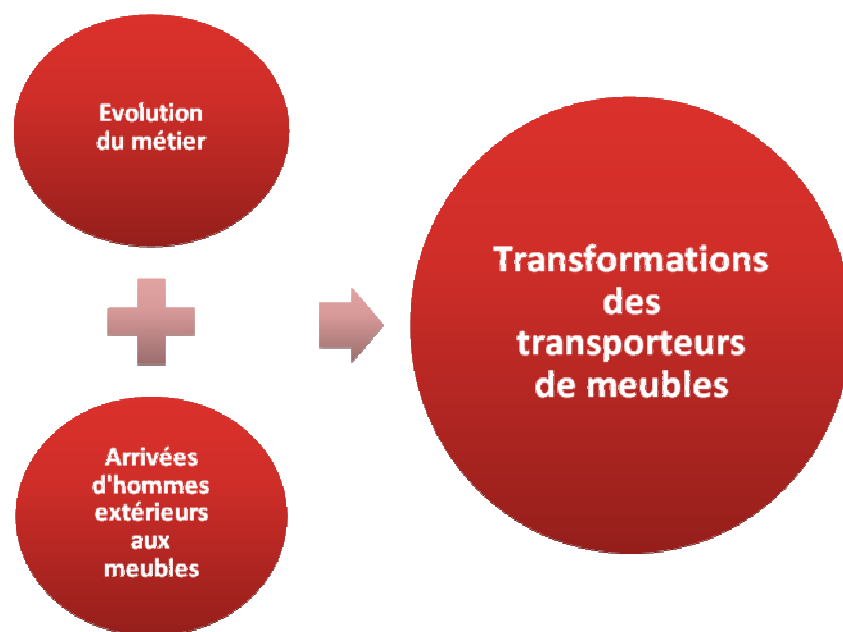 Evolution
du métier
Arrivées
d'hommes
extérieurs
aux
meubles
Transformations
des
transporteurs
de meubles